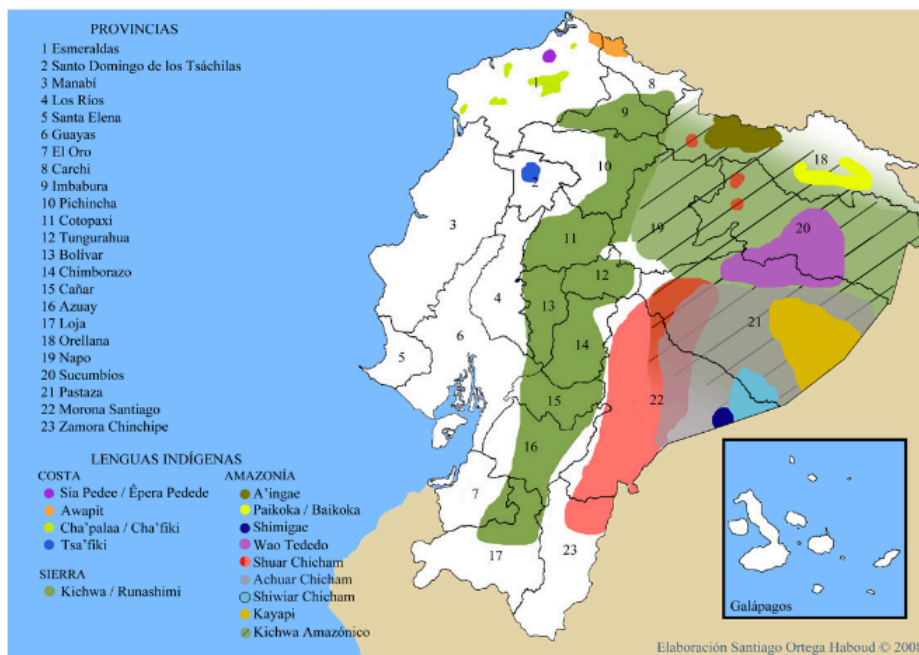 PROVINCIAS
1 Esmeraldas
2 Santo Domingo de los Tsáchilas
3 Manabí
4 Los Ríos
5 Santa Elena
6 Guayas
7 El Oro
8 Carchi
9 Imbabura
10 Pichincha
11 Cotopaxi
12 Tungurahua
13 Bolívar
14 Chimborazo
15 Cañar
16 Azuay
17 Loja
18 Orellana
19 Napo
20 Sucumbios
21 Pastaza
22 Morona Santiago
23 Zamora Chinchipe
LENGUAS INDÍGENAS
COSTA
Sia Pedee / Êpera Pedede
Awapit
Cha'palaa / Cha'fiki
Tsa'fiki
SIERRA
Kichwa / Runashimi
AMAZONÍA
A'ingae
Paikoka / Baikoka
Shimigae
Wao Tededo
Shuar Chicham
Achuar Chicham
Shiwiar Chicham
Kayapi
Kichwa Amazónico
1
8
9
10
18
2
3
19
20
11
12
4
13
21
14
6
5
22
15
16
7
17
23
Galápagos
Elaboración Santiago Ortega Haboud © 2008